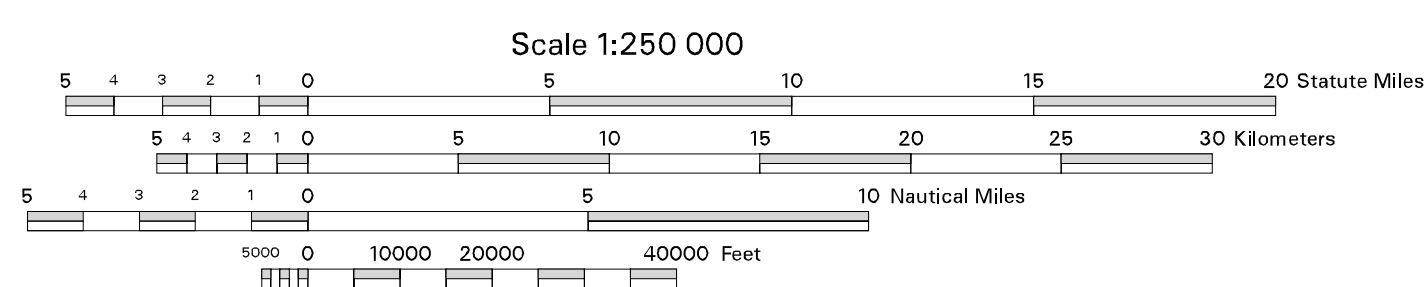 Scale 1:250 000
5 4 3 2 1 0 5 10 15 20 Statute Miles
5 4 3 2 1 0 5 10 15 20 25 30 Kilometers
5 4 3 2 1 0 5 10 Nautical Miles
5000 0 10000 20000 40000 Feet